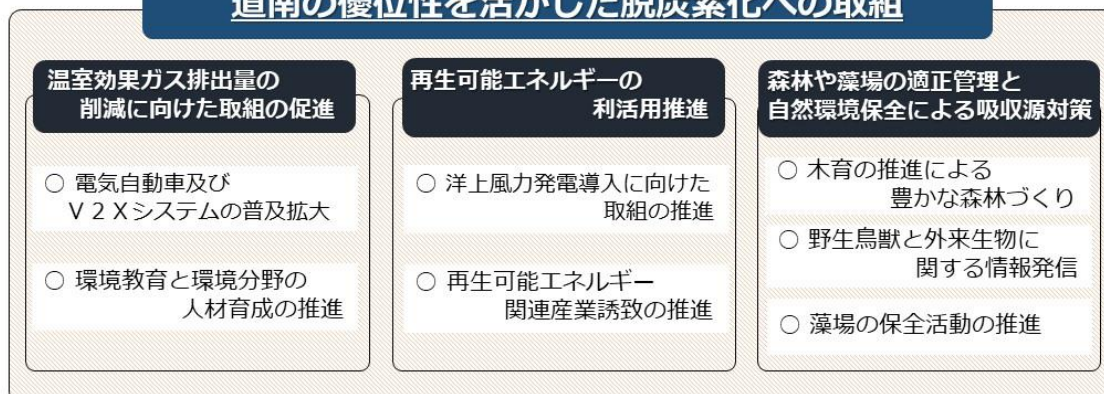 道南の優位性を活かした脱炭素化への取組
温室効果ガス排出量の
削減に向けた取組の促進
○ 電気自動車及び
V2Xシステムの普及拡大
○ 環境教育と環境分野の
人材育成の推進
再生可能エネルギーの
利活用推進
○ 洋上風力発電導入に向けた
取組の推進
○ 再生可能エネルギー
関連産業誘致の推進
森林や藻場の適正管理と
自然環境保全による吸収源対策
○ 木育の推進による
豊かな森林づくり
○ 野生鳥獣と外来生物に
関する情報発信
○ 藻場の保全活動の推進